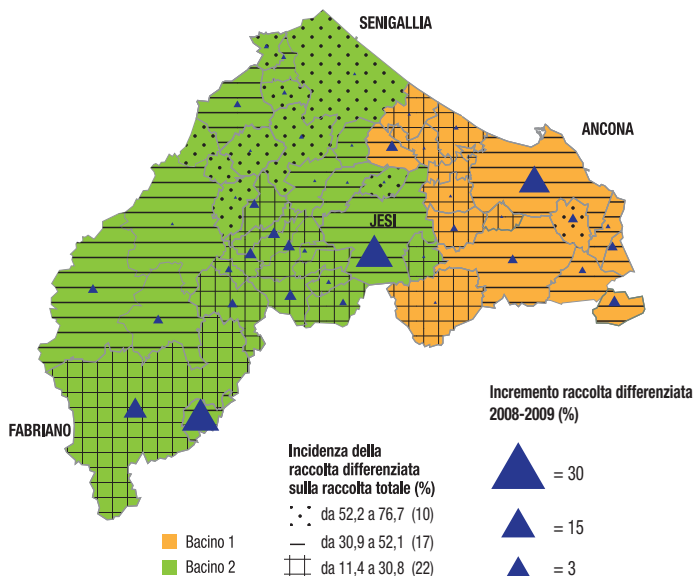 SENIGALLIA
ANCONA
JESI
FABRIANO
Incremento raccolta differenziata
2008-2009 (%)
= 30
= 15
= 3
Incidenza della
raccolta differenziata
sulla raccolta totale (%)
da 52,2 a 76,7 (10)
da 30,9 a 52,1 (17)
da 11,4 a 30,8 (22)
Bacino 1
Bacino 2